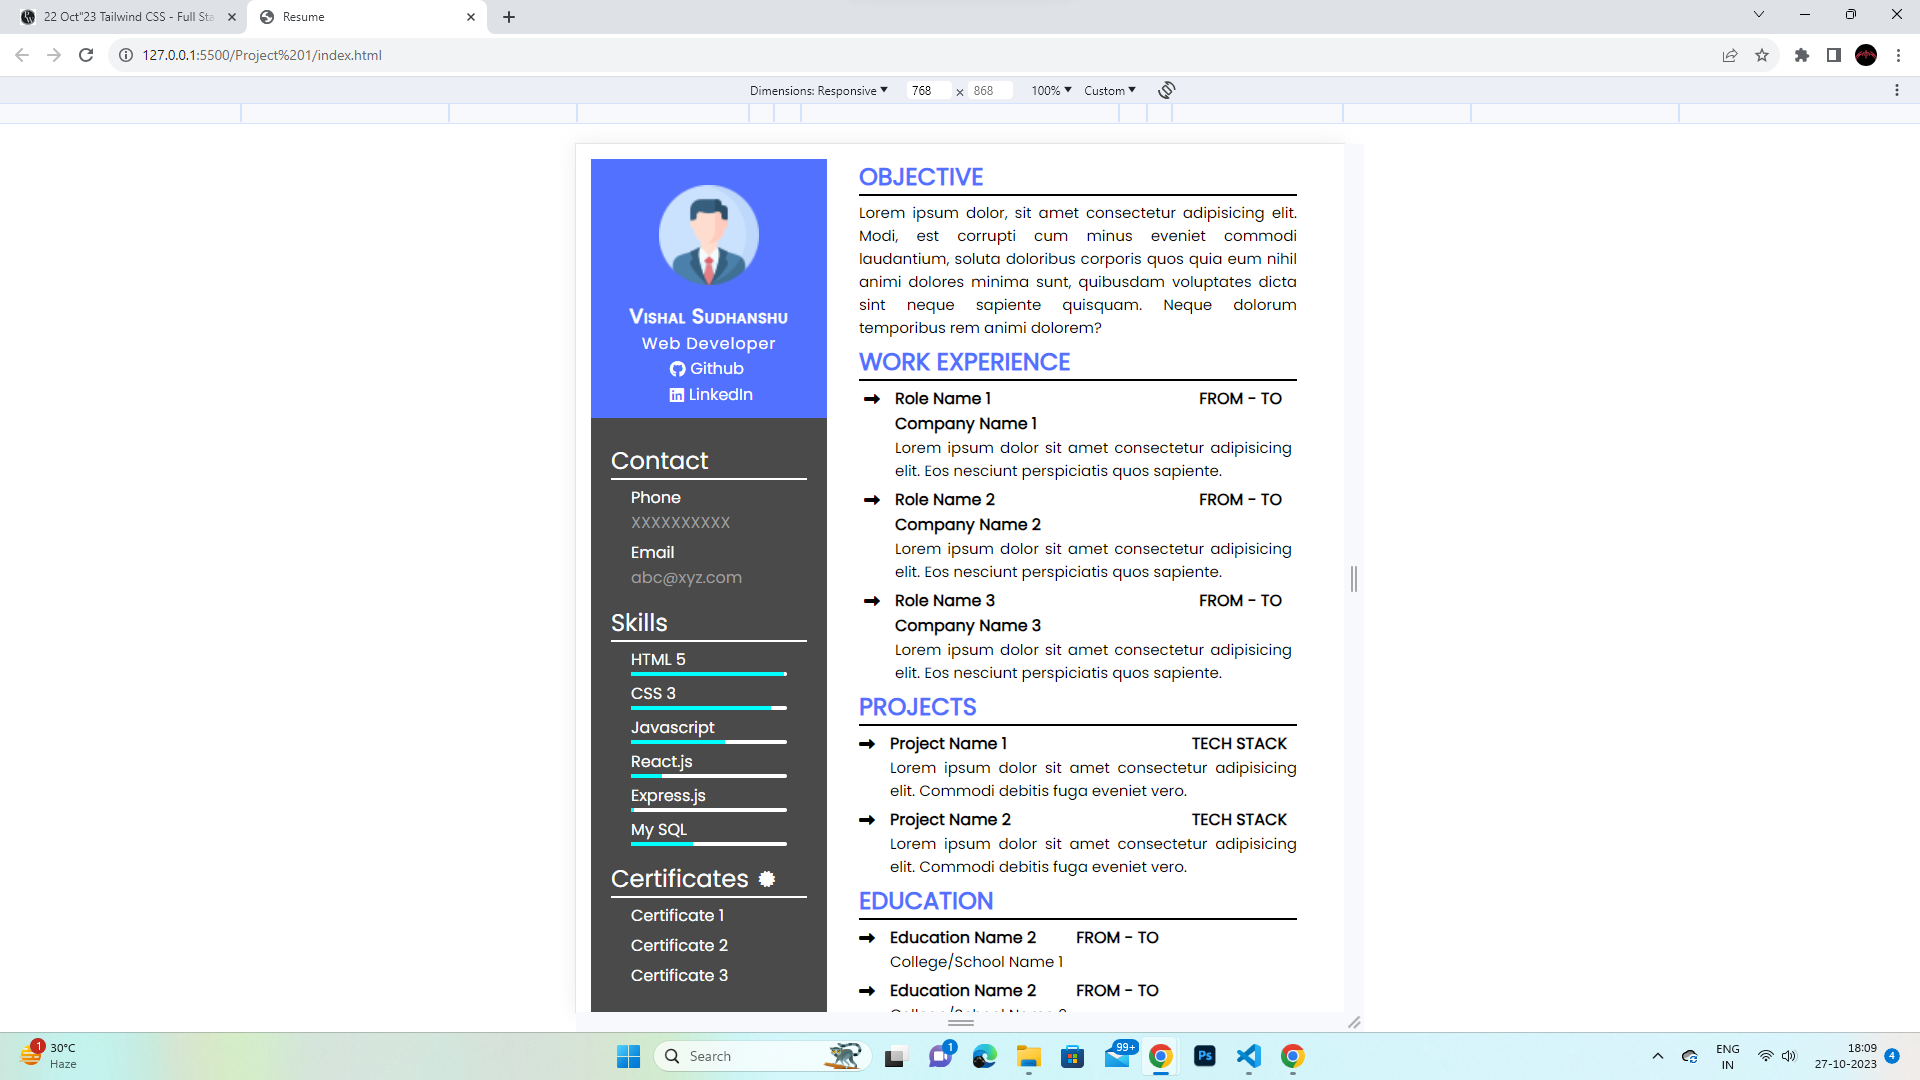 22 Oct"23 Tailwind CSS - Full Sta
Resume
127.0.0.1:5500/Project%201/index.html
Dimensions: Responsive 768 x 868 100% Custom
Vishal Sudhanshu
Web Developer
Github
LinkedIn
Contact
Phone
XXXXXXXXXX
Email
abc@xyz.com
Skills
HTML 5
CSS 3
Javascript
React.js
Express.js
My SQL
Certificates
Certificate 1
Certificate 2
Certificate 3
OBJECTIVE
Lorem ipsum dolor, sit amet consectetur adipisicing elit.
Modi, est corrupti cum minus eveniet commodi
laudantium, soluta doloribus corporis quos quia eum nihil
animi dolores minima sunt, quibusdam voluptates dicta
sint neque sapiente quisquam. Neque dolorum
temporibus rem animi dolorem?
WORK EXPERIENCE
Role Name 1 FROM - TO
Company Name 1
Lorem ipsum dolor sit amet consectetur adipisicing
elit. Eos nesciunt perspiciatis quos sapiente.
Role Name 2 FROM - TO
Company Name 2
Lorem ipsum dolor sit amet consectetur adipisicing
elit. Eos nesciunt perspiciatis quos sapiente.
Role Name 3 FROM - TO
Company Name 3
Lorem ipsum dolor sit amet consectetur adipisicing
elit. Eos nesciunt perspiciatis quos sapiente.
PROJECTS
Project Name 1 TECH STACK
Lorem ipsum dolor sit amet consectetur adipisicing
elit. Commodi debitis fuga eveniet vero.
Project Name 2 TECH STACK
Lorem ipsum dolor sit amet consectetur adipisicing
elit. Commodi debitis fuga eveniet vero.
EDUCATION
Education Name 2 FROM - TO
College/School Name 1
Education Name 2 FROM - TO
1
30°C
Haze
Search
1
99+
Ps
ENG
IN
18:09
27-10-2023
4